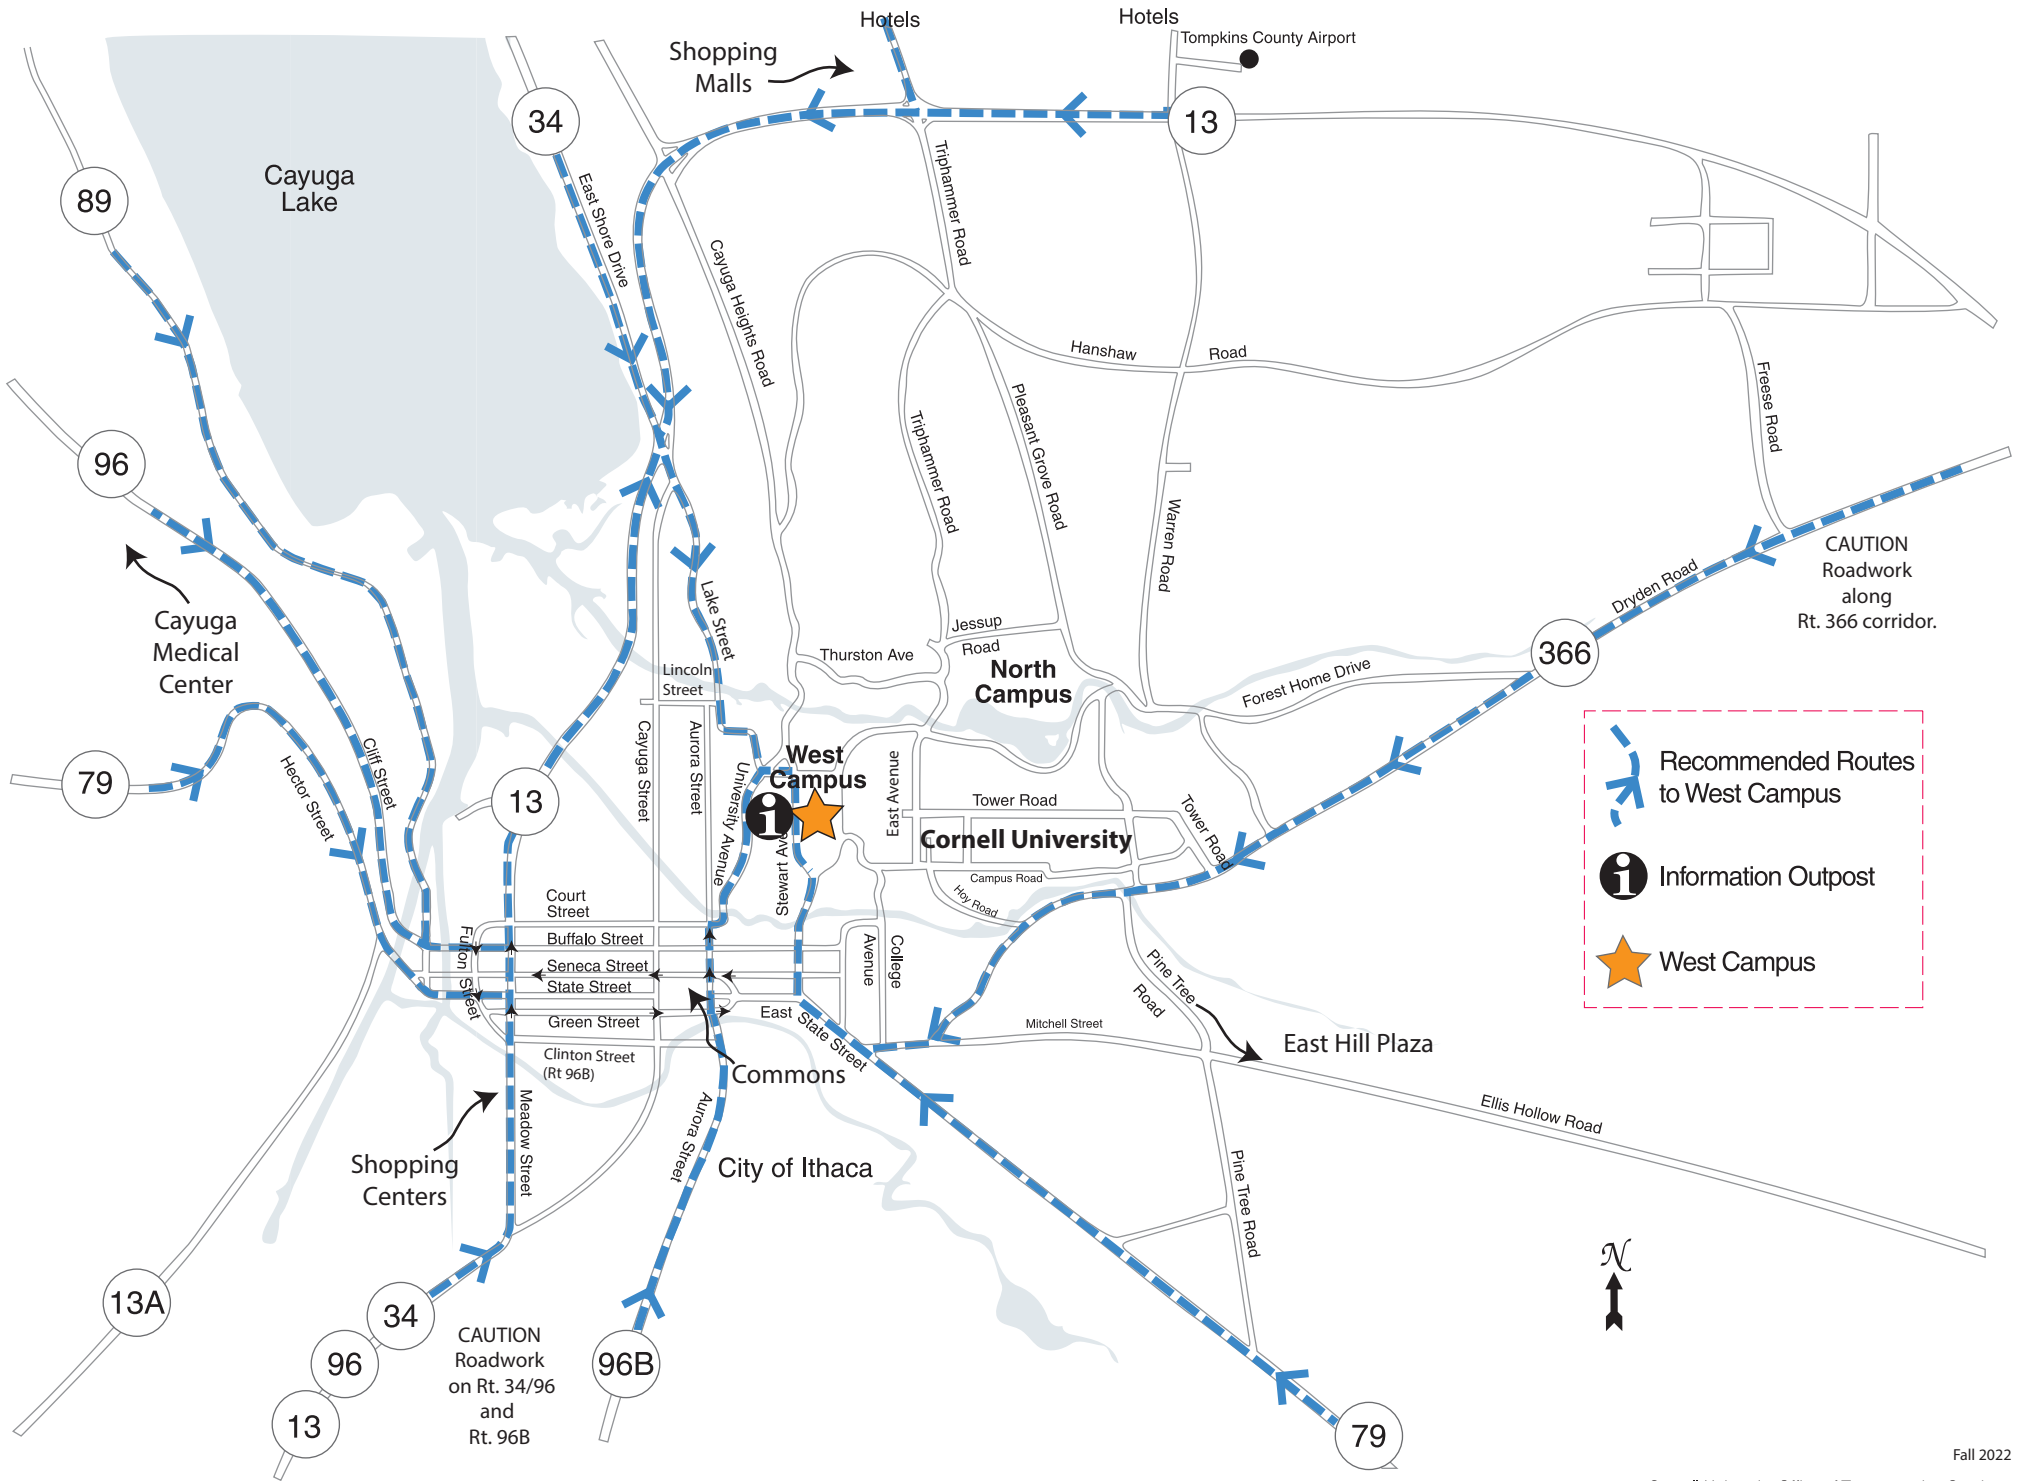 Hotels
Hotels
Tompkins County Airport
Shopping
Malls
34
13
East Shore Drive
Cayuga
Lake
89
Triphammer Road
Cayuga Heights Road
Hanshaw
Road
Freese Road
Pleasant Grove Road
Triphammer Road
96
Warren Road
CAUTION
Roadwork
along
Rt. 366 corridor.
Dryden Road
Lake Street
Cayuga
Medical
Center
Jessup
Road
Thurston Ave
366
Lincoln
Street
North
Campus
Forest Home Drive
79
Hector Street
Cliff Street
Cayuga Street
Aurora Street
West
Campus
University Avenue
Stewart Ave
East Avenue
Tower Road
Tower Road
Cornell University
Campus Road
Hoy Road
13
Recommended Routes
to West Campus
i
Information Outpost
West Campus
i
Court
Street
Buffalo Street
Fulton Street
Seneca Street
State Street
Green Street
Clinton Street
(Rt 96B)
College
Avenue
East State Street
Mitchell Street
Pine Tree
Road
East Hill Plaza
Commons
Ellis Hollow Road
Meadow Street
Aurora Street
Shopping
Centers
City of Ithaca
Pine Tree Road
N
13A
34
96
13
CAUTION
Roadwork
on Rt. 34/96
and
Rt. 96B
96B
79
Fall 2022